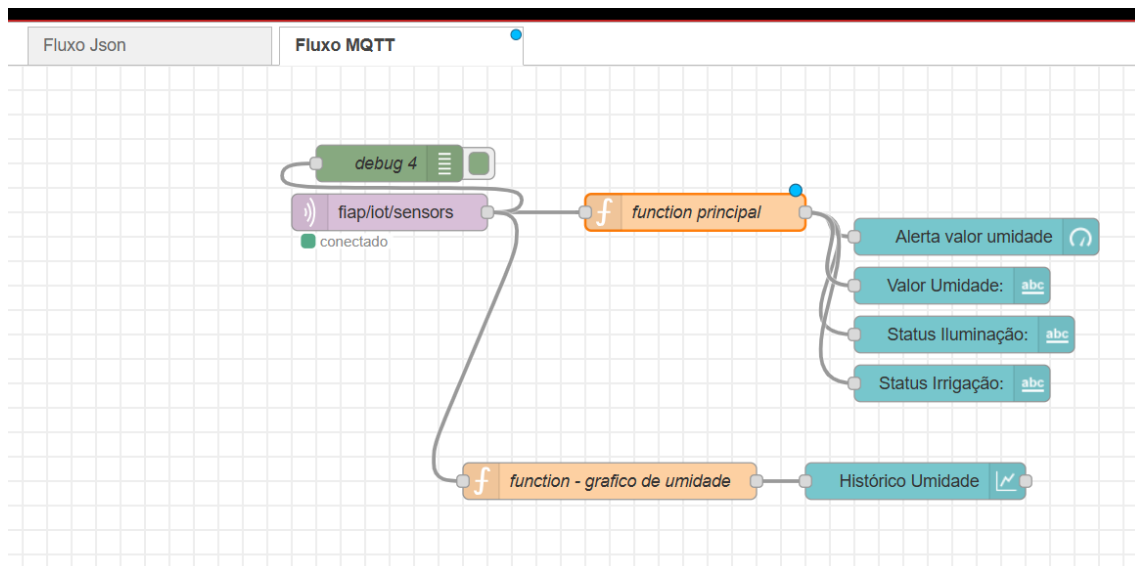 Fluxo Json
Fluxo MQTT
debug 4
fiap/iot/sensors
conectado
function principal
Alerta valor umidade
Valor Umidade: abc
Status Iluminação: abc
Status Irrigação: abc
function - grafico de umidade
Histórico Umidade